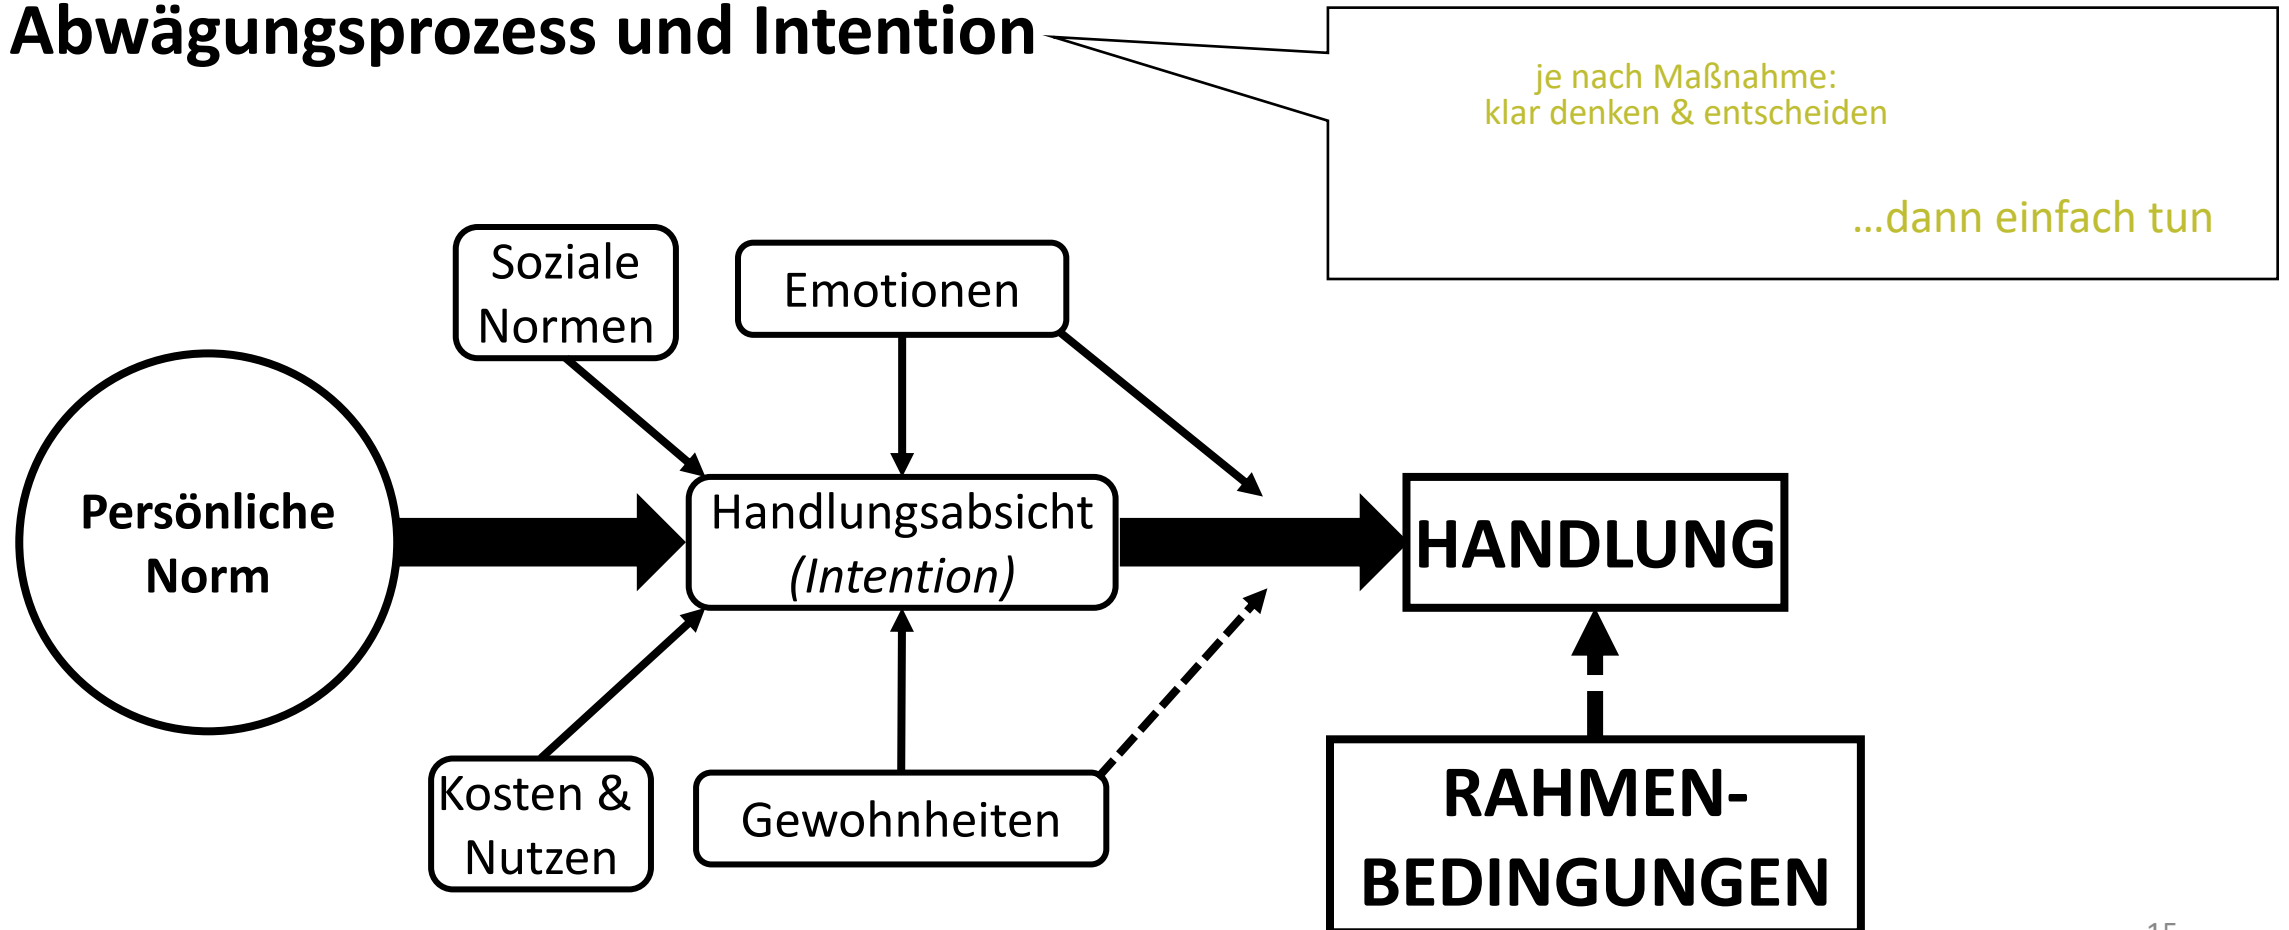 Abwägungsprozess und Intention
je nach Maßnahme:
klar denken & entscheiden
...dann einfach tun
Soziale
Normen
Emotionen
Persönliche
Norm
Handlungsabsicht
(Intention)
HANDLUNG
Kosten &
Nutzen
Gewohnheiten
RAHMEN-
BEDINGUNGEN
15